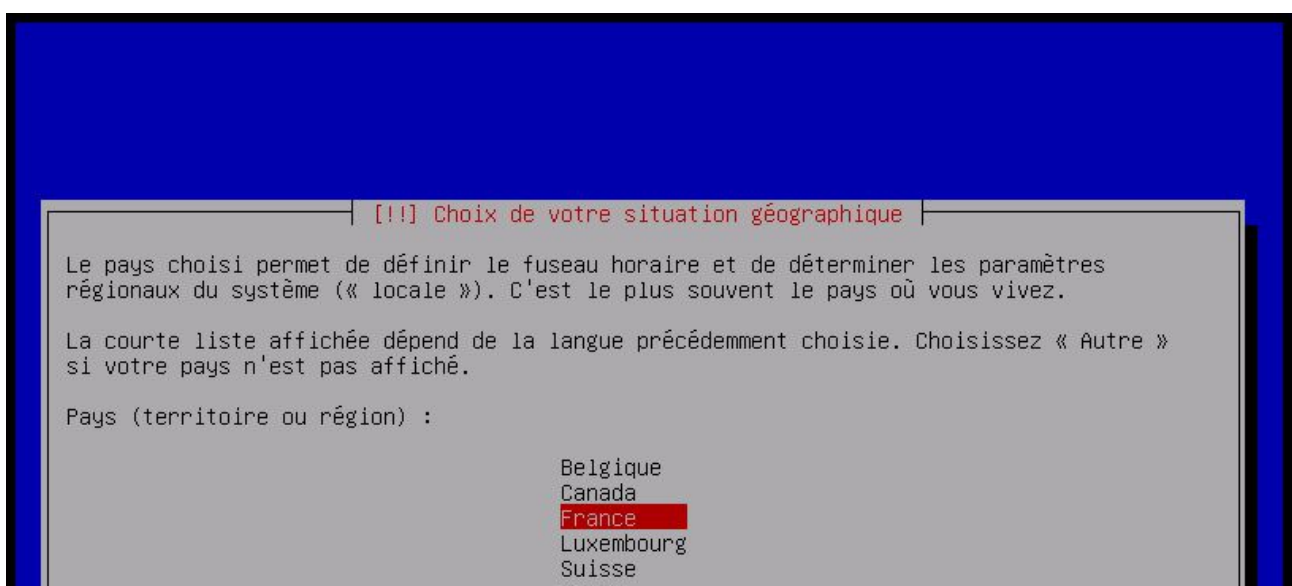 [!!] Choix de votre situation géographique
Le pays choisi permet de définir le fuseau horaire et de déterminer les paramètres
régionaux du système (« locale »). C'est le plus souvent le pays où vous vivez.
La courte liste affichée dépend de la langue précédemment choisie. Choisissez « Autre »
si votre pays n'est pas affiché.
Pays (territoire ou région) :
Belgique
Canada
France
Luxembourg
Suisse